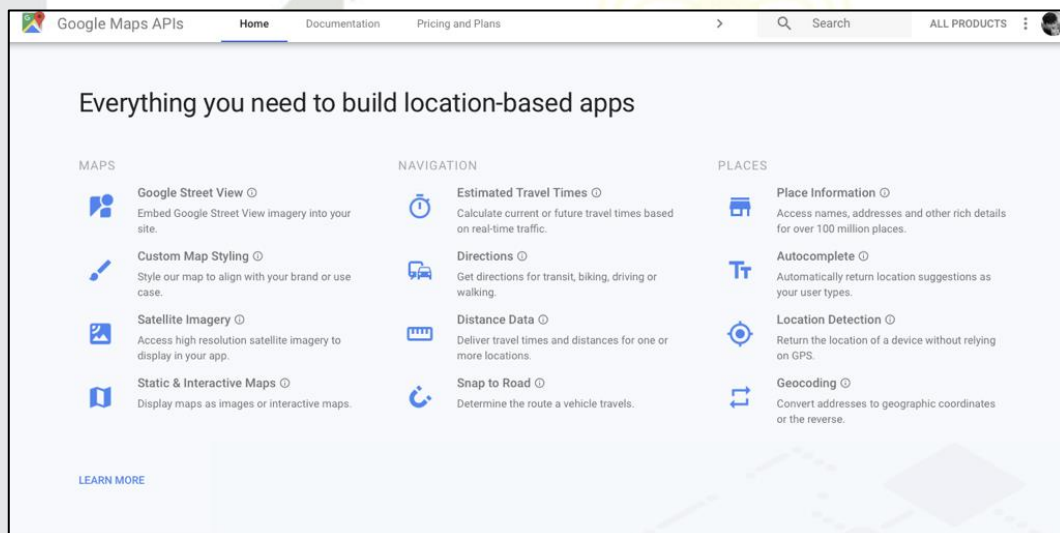 Google Maps APIs
Home
Documentation
Pricing and Plans
Search
ALL PRODUCTS
Everything you need to build location-based apps
MAPS
Google Street View
Embed Google Street View imagery into your
site.
Custom Map Styling
Style our map to align with your brand or use
case.
Satellite Imagery
Access high resolution satellite imagery to
display in your app.
Static & Interactive Maps
Display maps as images or interactive maps.
NAVIGATION
Estimated Travel Times
Calculate current or future travel times based
on real-time traffic.
Directions
Get directions for transit, biking, driving or
walking.
Distance Data
Deliver travel times and distances for one or
more locations.
Snap to Road
Determine the route a vehicle travels.
PLACES
Place Information
Access names, addresses and other rich details
for over 100 million places.
Autocomplete
Automatically return location suggestions as
your user types.
Location Detection
Return the location of a device without relying
on GPS.
Geocoding
Convert addresses to geographic coordinates
or the reverse.
LEARN MORE